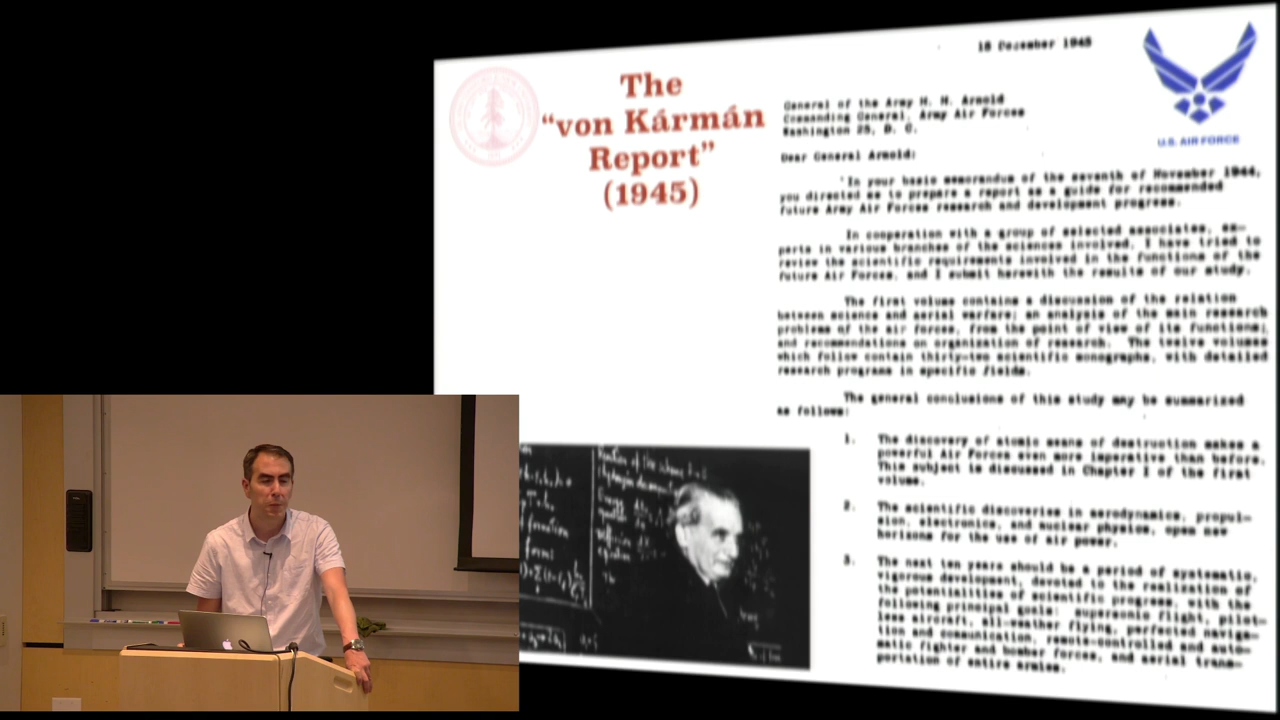 The
“von Kármán
Report”
(1945)
18 December 1945
General of the Army H. H. Arnold
Commanding General, Army Air Forces
Washington 25, D. C.
Dear General Arnold:
In your basic memorandum of the seventh of November 1944,
you directed me to prepare a report as a guide for recommended
future Army Air Forces research and development progress.
In cooperation with a group of selected associates, ex-
perts in various branches of the sciences involved, I have tried to
review the scientific requirements involved in the functions of the
future Air Forces, and I submit herewith the results of our study.
The first volume contains a discussion of the relation
between science and aerial warfare; an analysis of the main research
problems of the air forces, from the point of view of its functions;
and recommendations on organization of research. The twelve volumes
which follow contain thirty-two scientific monographs, with detailed
research programs in specific fields.
The general conclusions of this study may be summarized
as follows:
1. The discovery of atomic means of destruction makes a
powerful Air Forces even more imperative than before.
This subject is discussed in Chapter I of the first
volume.
2. The scientific discoveries in aerodynamics, propul-
sion, electronics, and nuclear physics, open new
horizons for the use of air power.
3. The next ten years should be a period of systematic,
vigorous development, devoted to the realization of
the potentialities of scientific progress, with the
following principal goals: supersonic flight, pilot-
less aircraft, all-weather flying, perfected naviga-
tion and communication, remote-controlled and auto-
matic fighter and bomber forces, and aerial trans-
portation of entire armies.
U.S. AIR FORCE